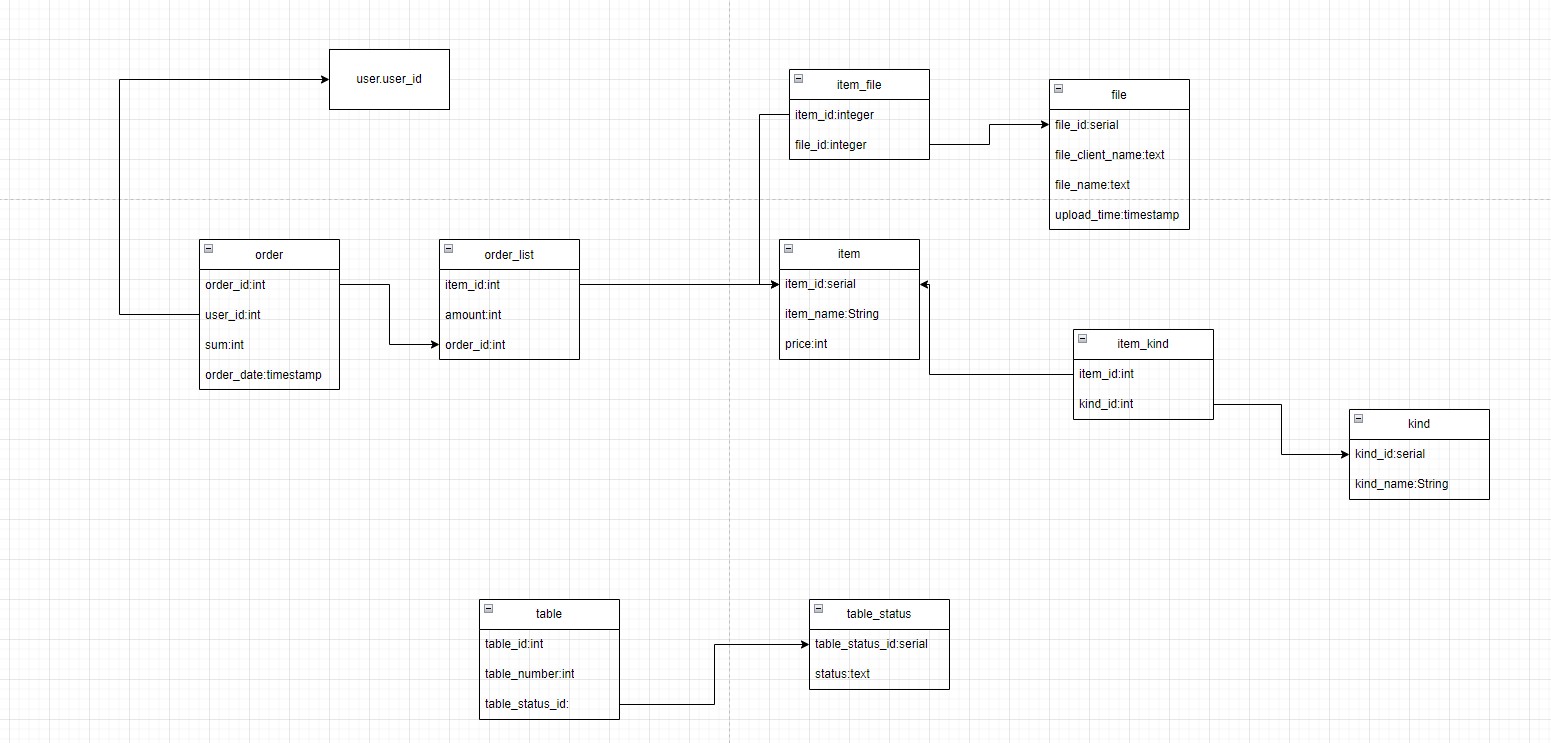 user.user_id
item_file
item_id:integer
file_id:integer
file
file_id:serial
file_client_name:text
file_name:text
upload_time:timestamp
order
order_id:int
user_id:int
sum:int
order_date:timestamp
order_list
item_id:int
amount:int
order_id:int
item
item_id:serial
item_name:String
price:int
item_kind
item_id:int
kind_id:int
kind
kind_id:serial
kind_name:String
table
table_id:int
table_number:int
table_status_id:
table_status
table_status_id:serial
status:text